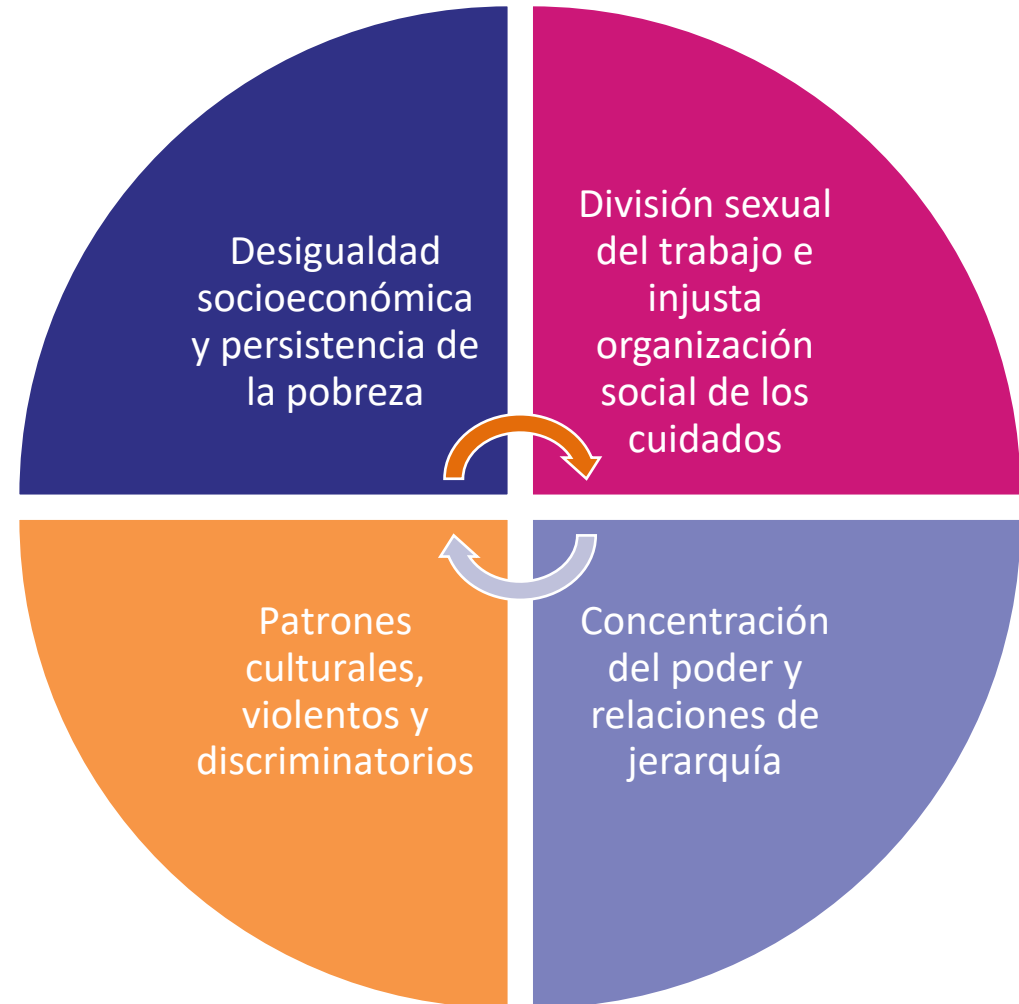 Desigualdad
socioeconómica
y persistencia de
la pobreza
División sexual
del trabajo e
injusta
organización
social de los
cuidados
Patrones
culturales,
violentos y
discriminatorios
Concentración
del poder y
relaciones de
jerarquía